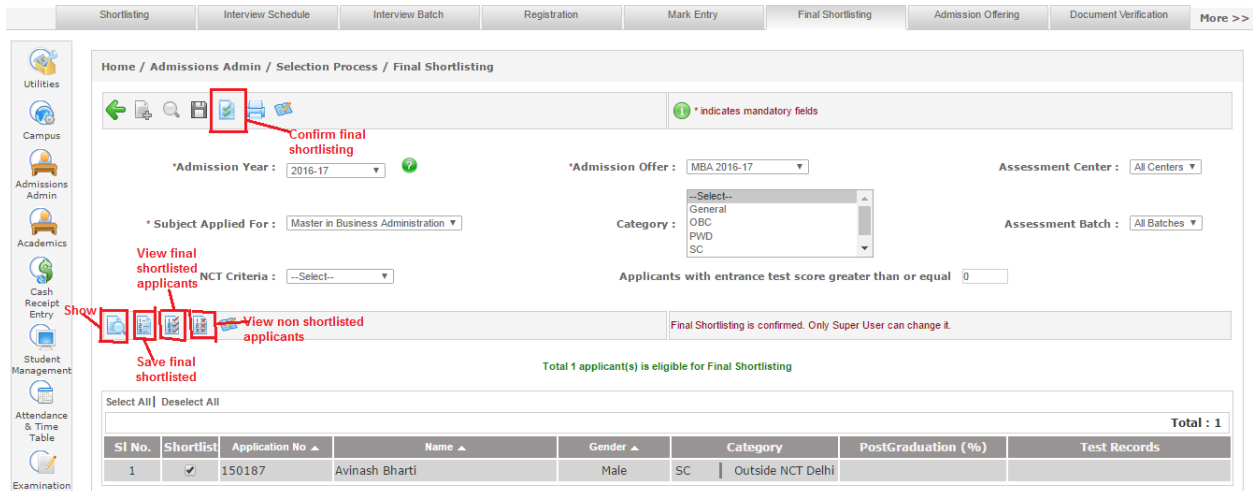 Shortlisting Interview Schedule Interview Batch Registration Mark Entry Final Shortlisting Admission Offering Document Verification More >>
Utilities
Campus
Admissions
Admin
Academics
Cash
Receipt
Entry
Student
Management
Attendance
& Time
Table
Examination
Home / Admissions Admin / Selection Process / Final Shortlisting
* indicates mandatory fields
Confirm final
shortlisting
*Admission Year : 2016-17
*Admission Offer : MBA 2016-17
Assessment Center : All Centers
* Subject Applied For : Master in Business Administration
Category : --Select--
General
OBC
PWD
SC
Assessment Batch : All Batches
View final
shortlisted
applicants
NCT Criteria : --Select--
Applicants with entrance test score greater than or equal 0
Show
View non shortlisted
applicants
Final Shortlisting is confirmed. Only Super User can change it.
Save final
shortlisted
Total 1 applicant(s) is eligible for Final Shortlisting
Select All| Deselect All
Total : 1
Sl No. Shortlist Application No Name Gender Category PostGraduation (%) Test Records
1 150187 Avinash Bharti Male SC | Outside NCT Delhi